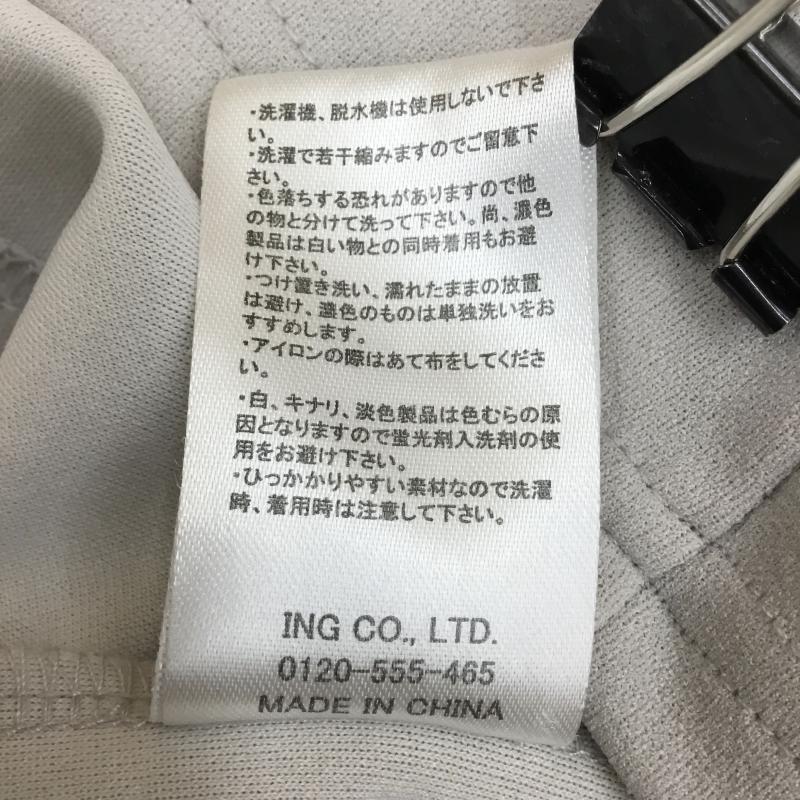 ・洗濯機、脱水機は使用しないで下さ
い。
・洗濯で若干縮みますのでご留意下
さい。
・色落ちする恐れがありますので他
の物と分けて洗って下さい。尚、濃色
製品は白い物との同時着用もお避
け下さい。
・つけ置き洗い、濡れたままの放置
は避け、濃色のものは単独洗いをお
すすめします。
・アイロンの際はあて布をしてくださ
い。
・白、キナリ、淡色製品は色むらの原
因となりますので蛍光剤入洗剤の使
用をお避け下さい。
・ひっかかりやすい素材なので洗濯
時、着用時は注意して下さい。
ING CO., LTD.
0120-555-465
MADE IN CHINA